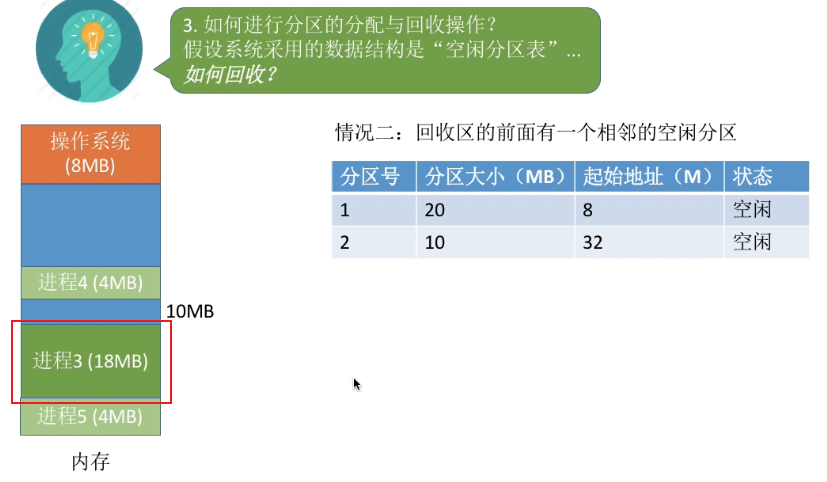 3. 如何进行分区的分配与回收操作？
假设系统采用的数据结构是“空闲分区表”...
如何回收？
情况二：回收区的前面有一个相邻的空闲分区
操作系统
(8MB)
进程4 (4MB)
10MB
进程3 (18MB)
进程5 (4MB)
内存
分区号 分区大小（MB） 起始地址（M） 状态
1 20 8 空闲
2 10 32 空闲